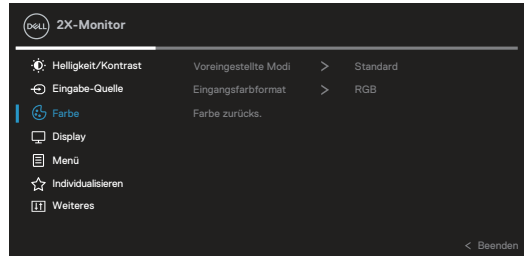 DELL 2X-Monitor
Helligkeit/Kontrast Voreingestellte Modi > Standard
Eingabe-Quelle Eingangsfarbformat > RGB
Farbe Farbe zurücks.
Display
Menü
Individualisieren
Weiteres
< Beenden